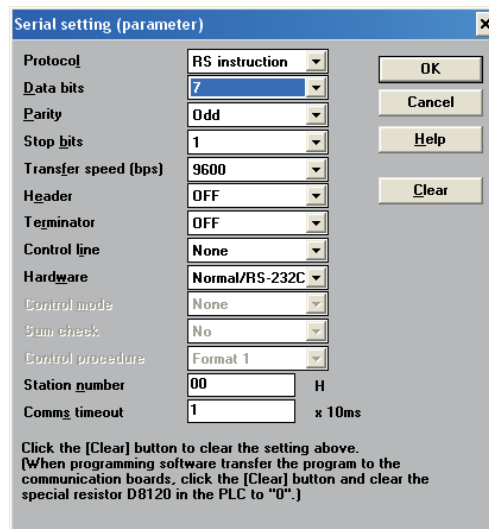 Serial setting (parameter)
Protocol RS instruction OK
Data bits 7
Parity Odd Cancel
Stop bits 1 Help
Transfer speed (bps) 9600
Header OFF Clear
Terminator OFF
Control line None
Hardware Normal/RS-232C
Control mode None
Sum check No
Control procedure Format 1
Station number 00 H
Comms timeout 1 x 10ms
Click the [Clear] button to clear the setting above.
(When programming software transfer the program to the
communication boards, click the [Clear] button and clear the
special resistor D8120 in the PLC to "0".)